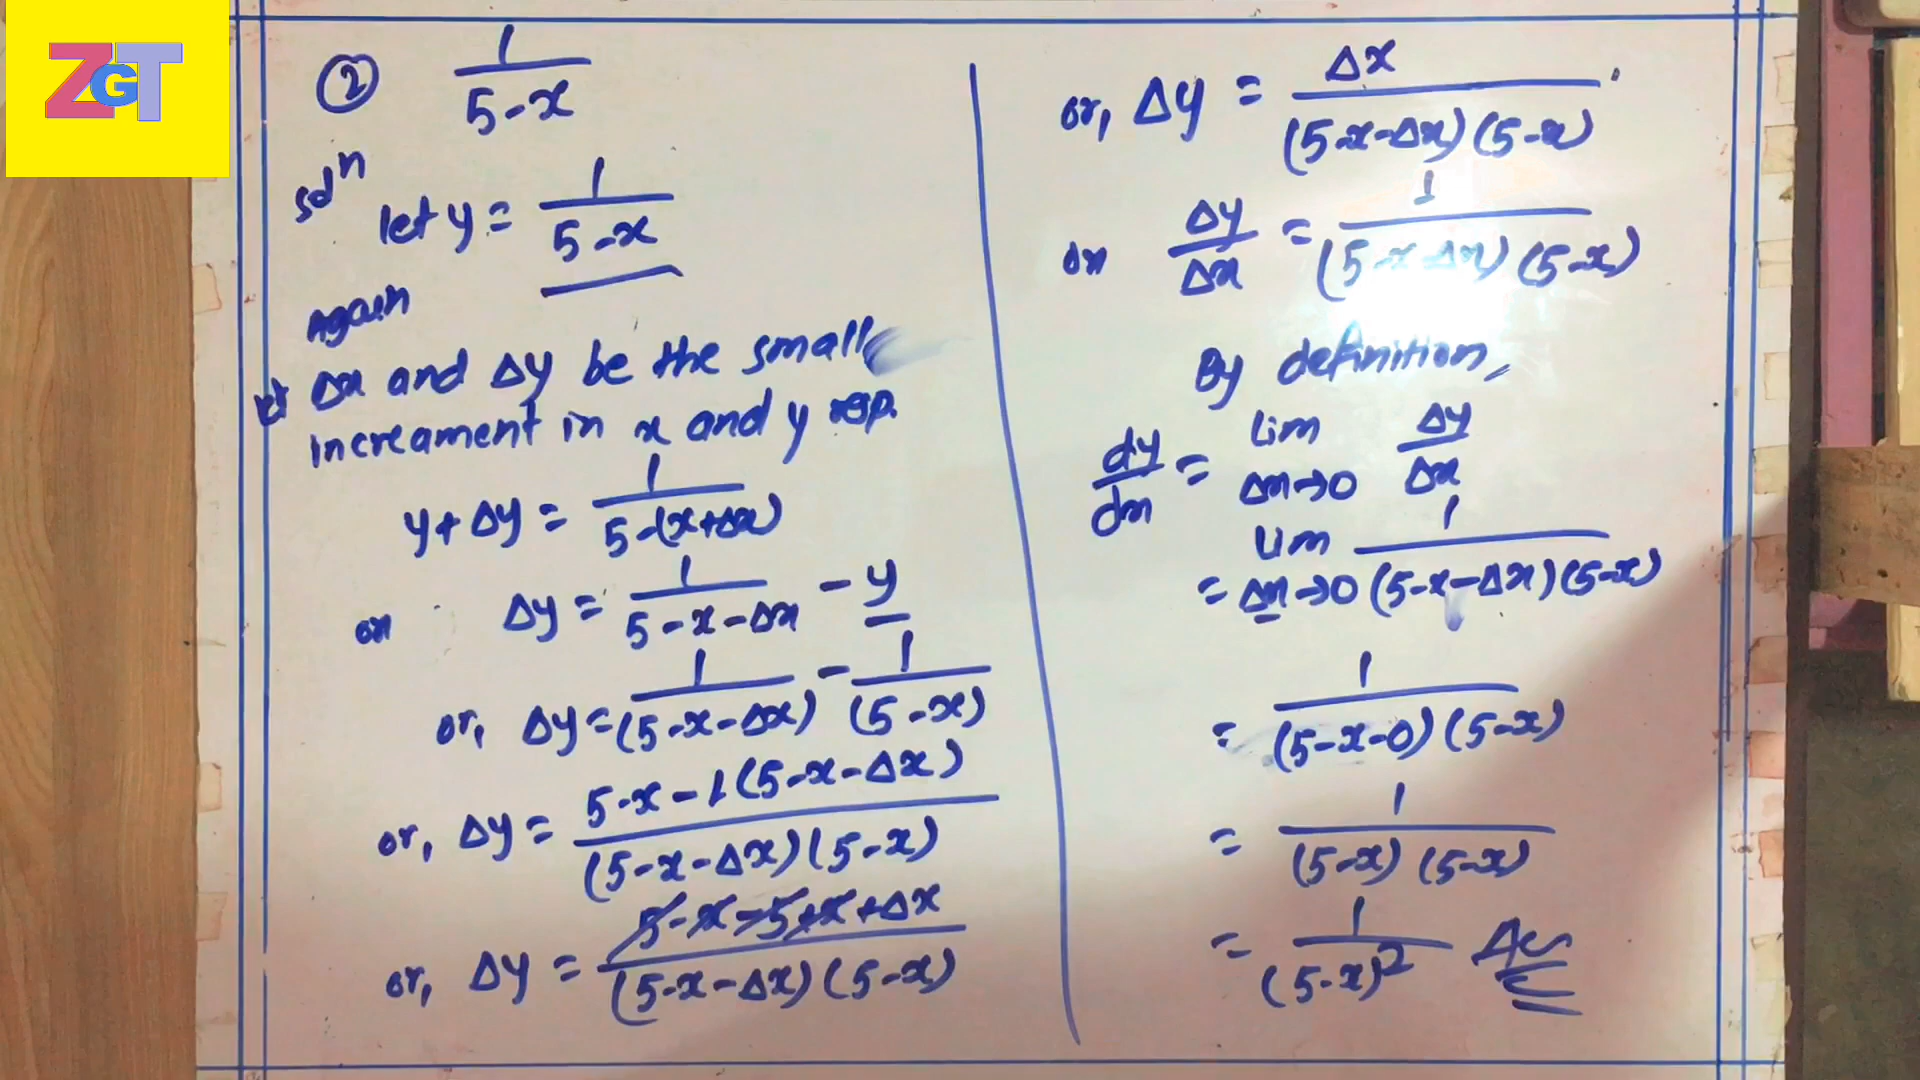 ZGT
② 1/(5-x)
solⁿ
let y = 1/(5-x)
Again
let Δx and Δy be the small
increament in x and y resp.
y + Δy = 1/(5-(x+Δx))
or Δy = 1/(5-x-Δx) - y
or, Δy = 1/(5-x-Δx) - 1/(5-x)
or, Δy = (5-x-1(5-x-Δx))/((5-x-Δx)(5-x))
or, Δy = (5-x-5+x+Δx)/((5-x-Δx)(5-x))
or, Δy = Δx/((5-x-Δx)(5-x))
or Δy/Δx = 1/((5-x-Δx)(5-x))
By definition,
dy/dx = lim Δx→0 Δy/Δx
= lim Δx→0 1/((5-x-Δx)(5-x))
= 1/((5-x-0)(5-x))
= 1/((5-x)(5-x))
= 1/(5-x)²